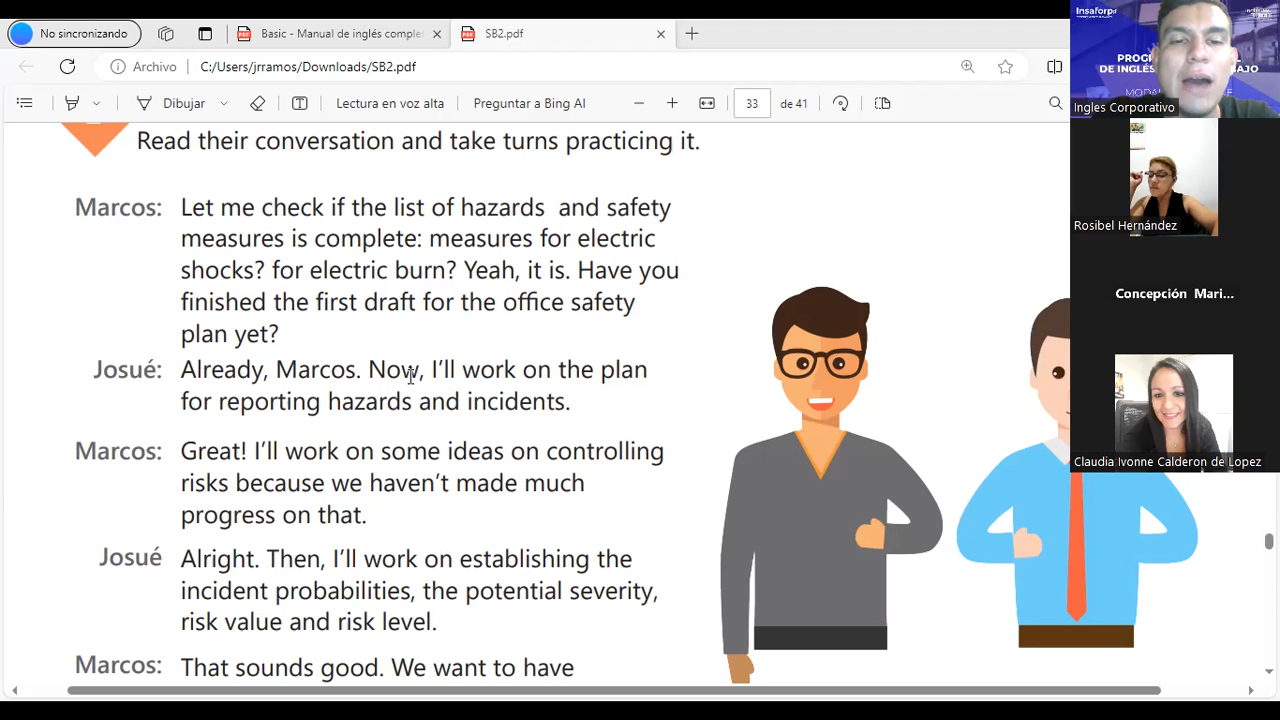 No sincronizando
Basic - Manual de inglés comple
SB2.pdf
Archivo
C:/Users/jrramos/Downloads/SB2.pdf
Dibujar
Lectura en voz alta
Preguntar a Bing AI
33
de 41
Read their conversation and take turns practicing it.
Marcos: Let me check if the list of hazards and safety
measures is complete: measures for electric
shocks? for electric burn? Yeah, it is. Have you
finished the first draft for the office safety
plan yet?
Josué: Already, Marcos. Now, I'll work on the plan
for reporting hazards and incidents.
Marcos: Great! I'll work on some ideas on controlling
risks because we haven't made much
progress on that.
Josué Alright. Then, I'll work on establishing the
incident probabilities, the potential severity,
risk value and risk level.
Marcos: That sounds good. We want to have
Insaforp
Ingles Corporativo
Rosibel Hernández
Concepción Mari...
Claudia Ivonne Calderon de Lopez